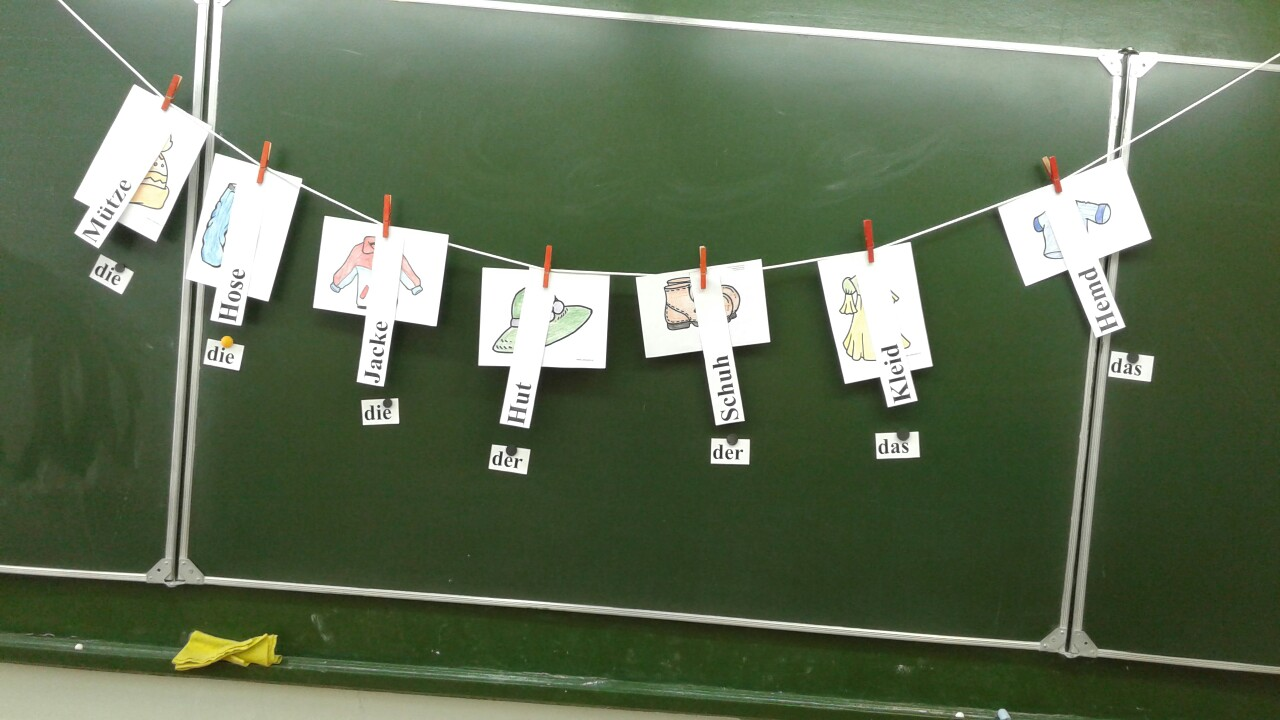 Mütze
die
Hose
die
Jacke
die
Hut
der
Schuh
der
Kleid
das
Hemd
das